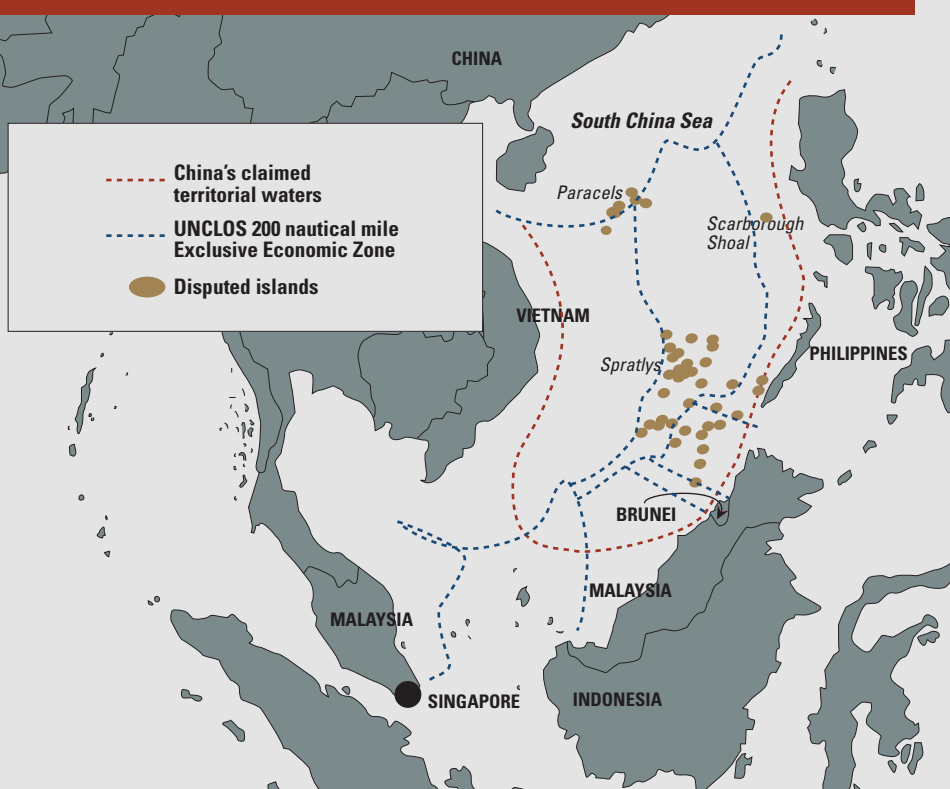 CHINA
South China Sea
China's claimed
territorial waters
UNCLOS 200 nautical mile
Exclusive Economic Zone
Disputed islands
Paracels
Scarborough
Shoal
VIETNAM
PHILIPPINES
Spratlys
BRUNEI
MALAYSIA
MALAYSIA
SINGAPORE
INDONESIA